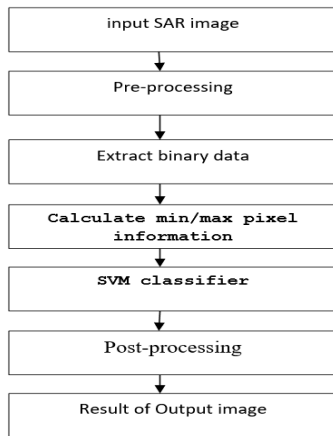 input SAR image
Pre-processing
Extract binary data
Calculate min/max pixel
information
SVM classifier
Post-processing
Result of Output image